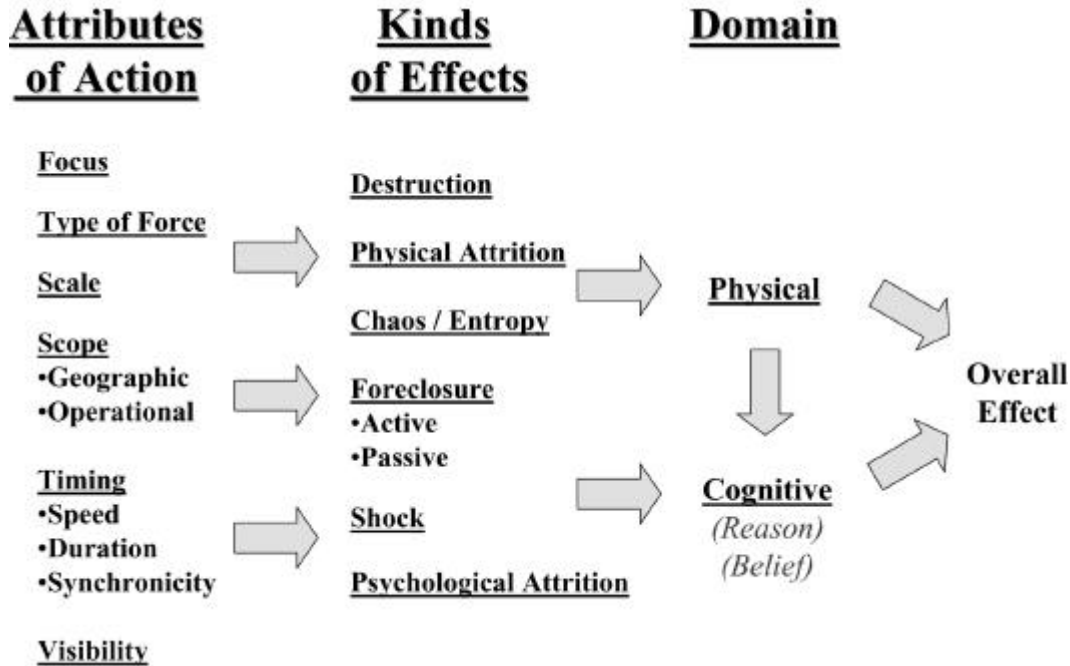 Attributes
of Action
Focus
Type of Force
Scale
Scope
•Geographic
•Operational
Timing
•Speed
•Duration
•Synchronicity
Visibility
Kinds
of Effects
Destruction
Physical Attrition
Chaos / Entropy
Foreclosure
•Active
•Passive
Shock
Psychological Attrition
Domain
Physical
Cognitive
(Reason)
(Belief)
Overall
Effect